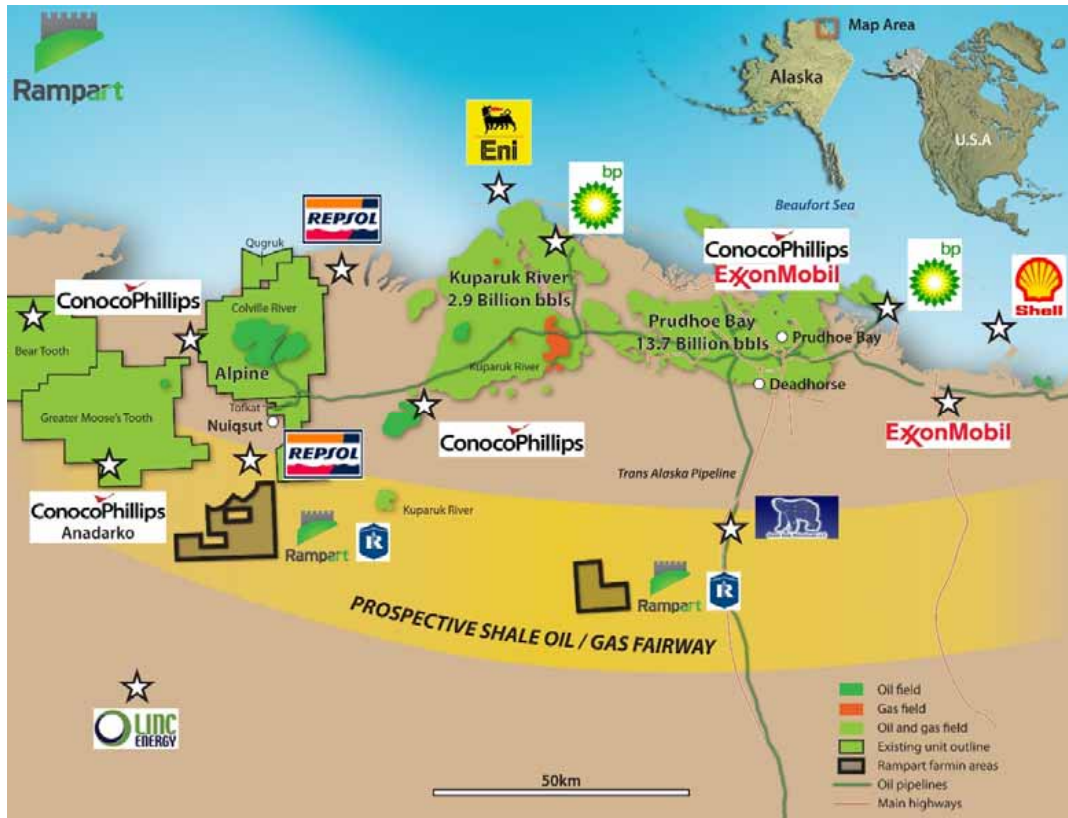 Rampart
Map Area
Alaska
U.S.A
Eni
bp
Beaufort Sea
REPSOL
Qugruk
ConocoPhillips
ExxonMobil
bp
Shell
Kuparuk River
2.9 Billion bbls
ConocoPhillips
Colville River
Prudhoe Bay
13.7 Billion bbls
Prudhoe Bay
Bear Tooth
Alpine
Kuparuk River
Deadhorse
Greater Moose's Tooth
Tofkat
Nuiqsut
ConocoPhillips
ExxonMobil
REPSOL
Trans Alaska Pipeline
ConocoPhillips
Anadarko
Kuparuk River
Rampart
R
Rampart
R
PROSPECTIVE SHALE OIL / GAS FAIRWAY
LINC
ENERGY
Oil field
Gas field
Oil and gas field
Existing unit outline
Rampart farmin areas
Oil pipelines
Main highways
50km